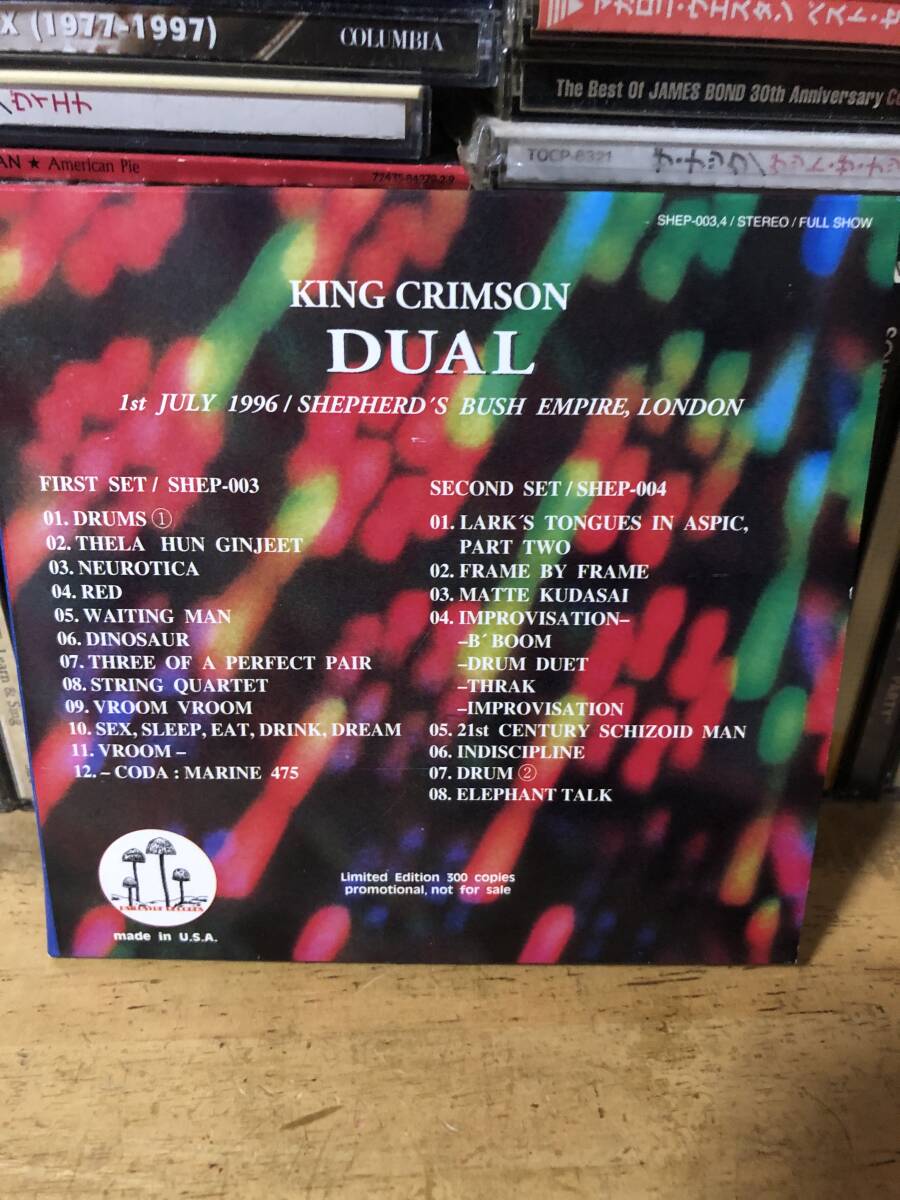 X (1977-1997)
COLUMBIA
The Best Of JAMES BOND 30th Anniversary
AN ★ American Pie
TOCP-8321
SHEP-003,4 / STEREO / FULL SHOW
KING CRIMSON
DUAL
1st JULY 1996 / SHEPHERD´S BUSH EMPIRE, LONDON
FIRST SET / SHEP-003
01. DRUMS ①
02. THELA HUN GINJEET
03. NEUROTICA
04. RED
05. WAITING MAN
06. DINOSAUR
07. THREE OF A PERFECT PAIR
08. STRING QUARTET
09. VROOM VROOM
10. SEX, SLEEP, EAT, DRINK, DREAM
11. VROOM –
12. – CODA : MARINE 475
SECOND SET / SHEP-004
01. LARK´S TONGUES IN ASPIC,
PART TWO
02. FRAME BY FRAME
03. MATTE KUDASAI
04. IMPROVISATION–
–B´BOOM
–DRUM DUET
–THRAK
–IMPROVISATION
05. 21st CENTURY SCHIZOID MAN
06. INDISCIPLINE
07. DRUM ②
08. ELEPHANT TALK
Limited Edition 300 copies
promotional, not for sale
made in U.S.A.
Learn & Sing